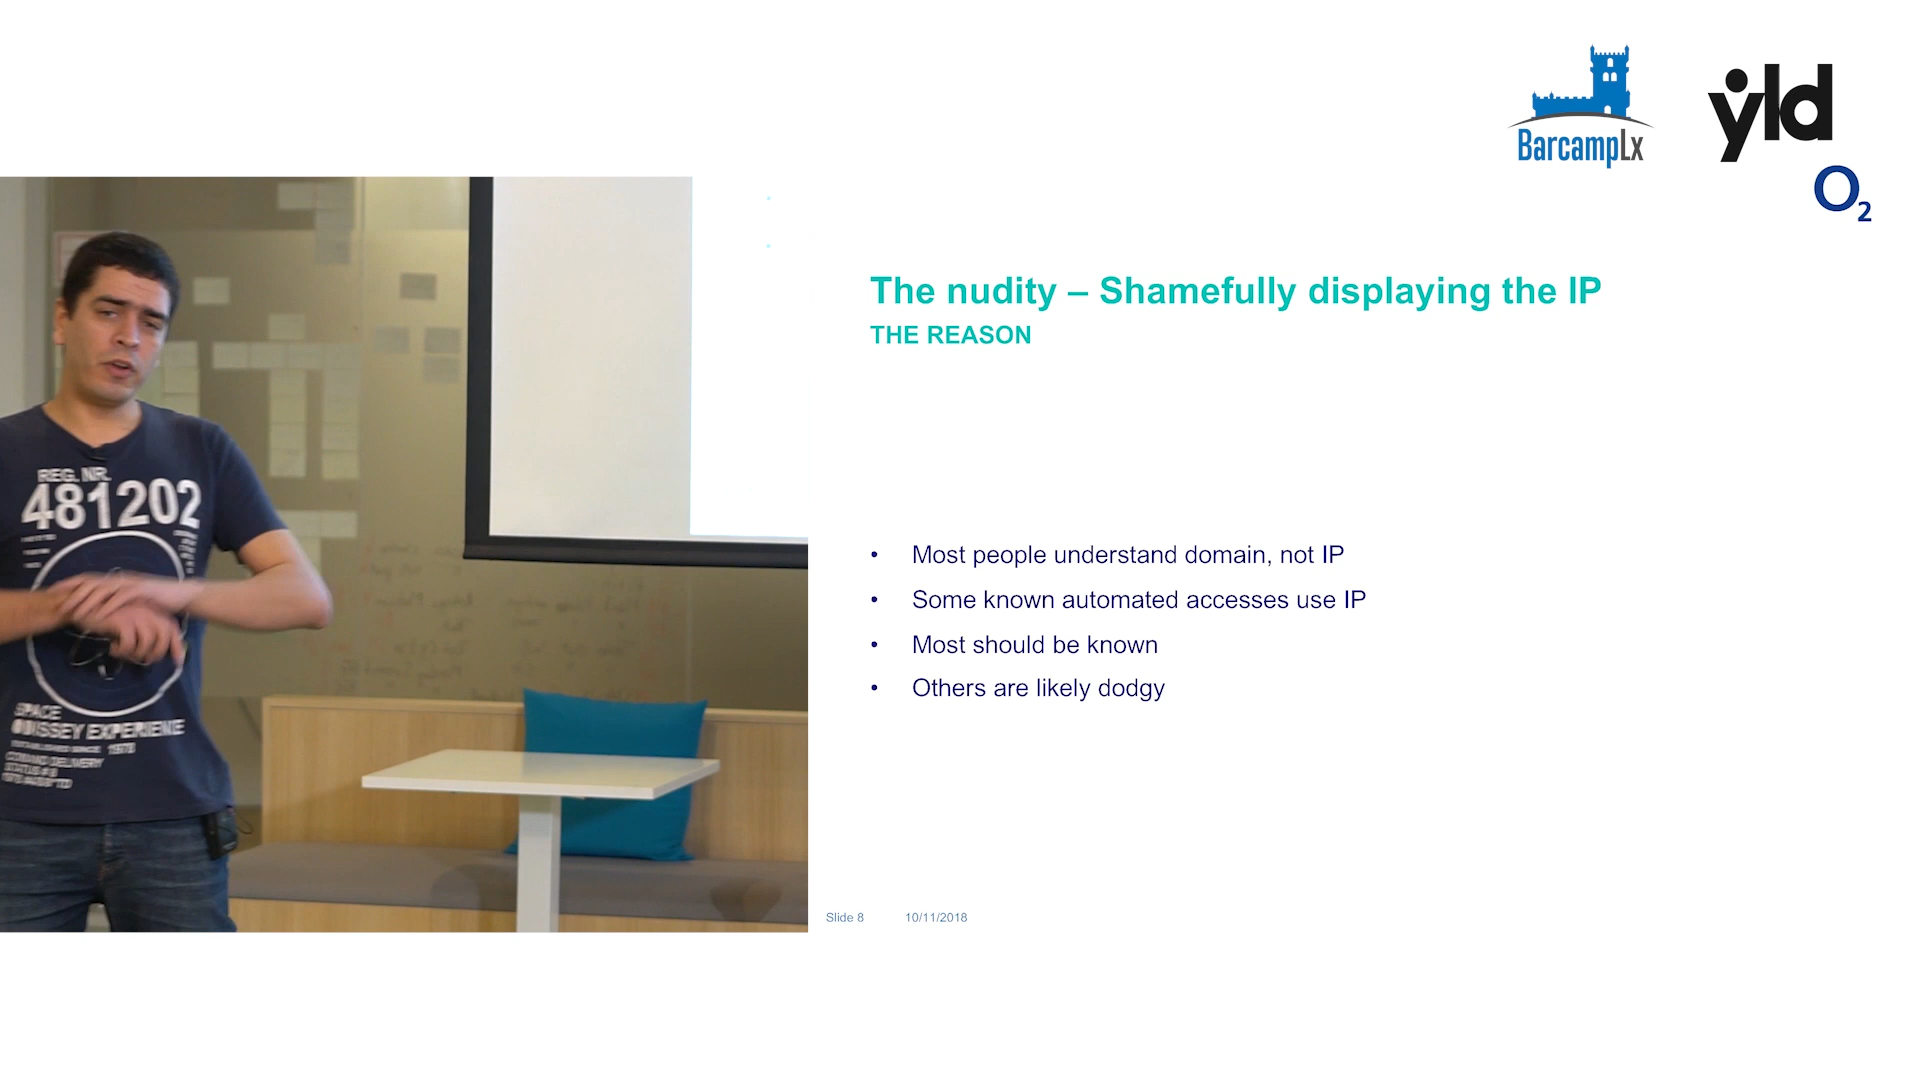 BarcampLx
yld
O2
The nudity – Shamefully displaying the IP
THE REASON
• Most people understand domain, not IP
• Some known automated accesses use IP
• Most should be known
• Others are likely dodgy
Slide 8 10/11/2018
REG. NR.
481202
SPACE
ODISSEY EXPERIENE